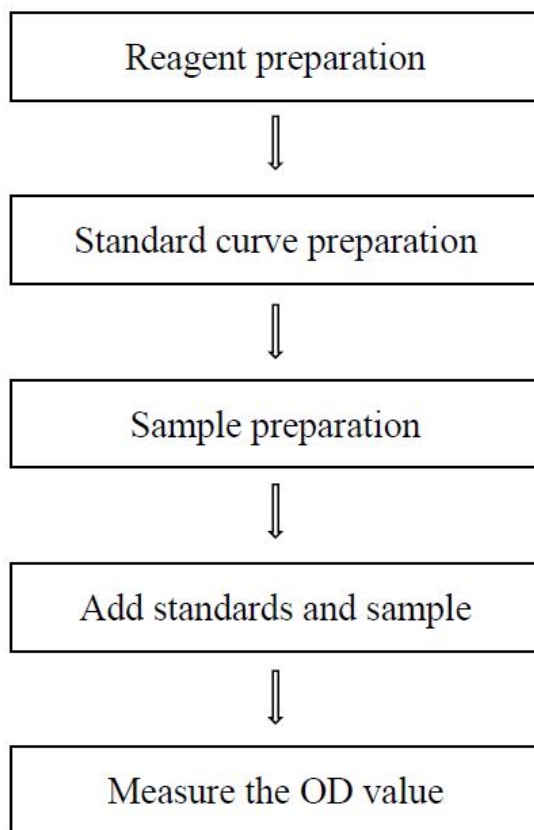 Reagent preparation
Standard curve preparation
Sample preparation
Add standards and sample
Measure the OD value